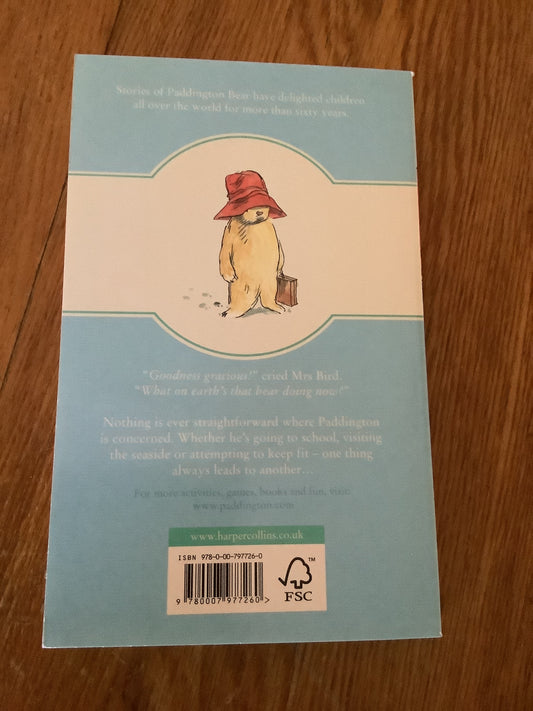 Stories of Paddington Bear have delighted children
all over the world for more than sixty years.
"Goodness gracious!" cried Mrs Bird.
"What on earth's that bear doing now?"
Nothing is ever straightforward where Paddington
is concerned. Whether he's going to school, visiting
the seaside or attempting to keep fit – one thing
always leads to another…
For more activities, games, books and fun, visit:
www.paddington.com
www.harpercollins.co.uk
ISBN 978-0-00-797726-0
9 780007 977260 >
FSC™